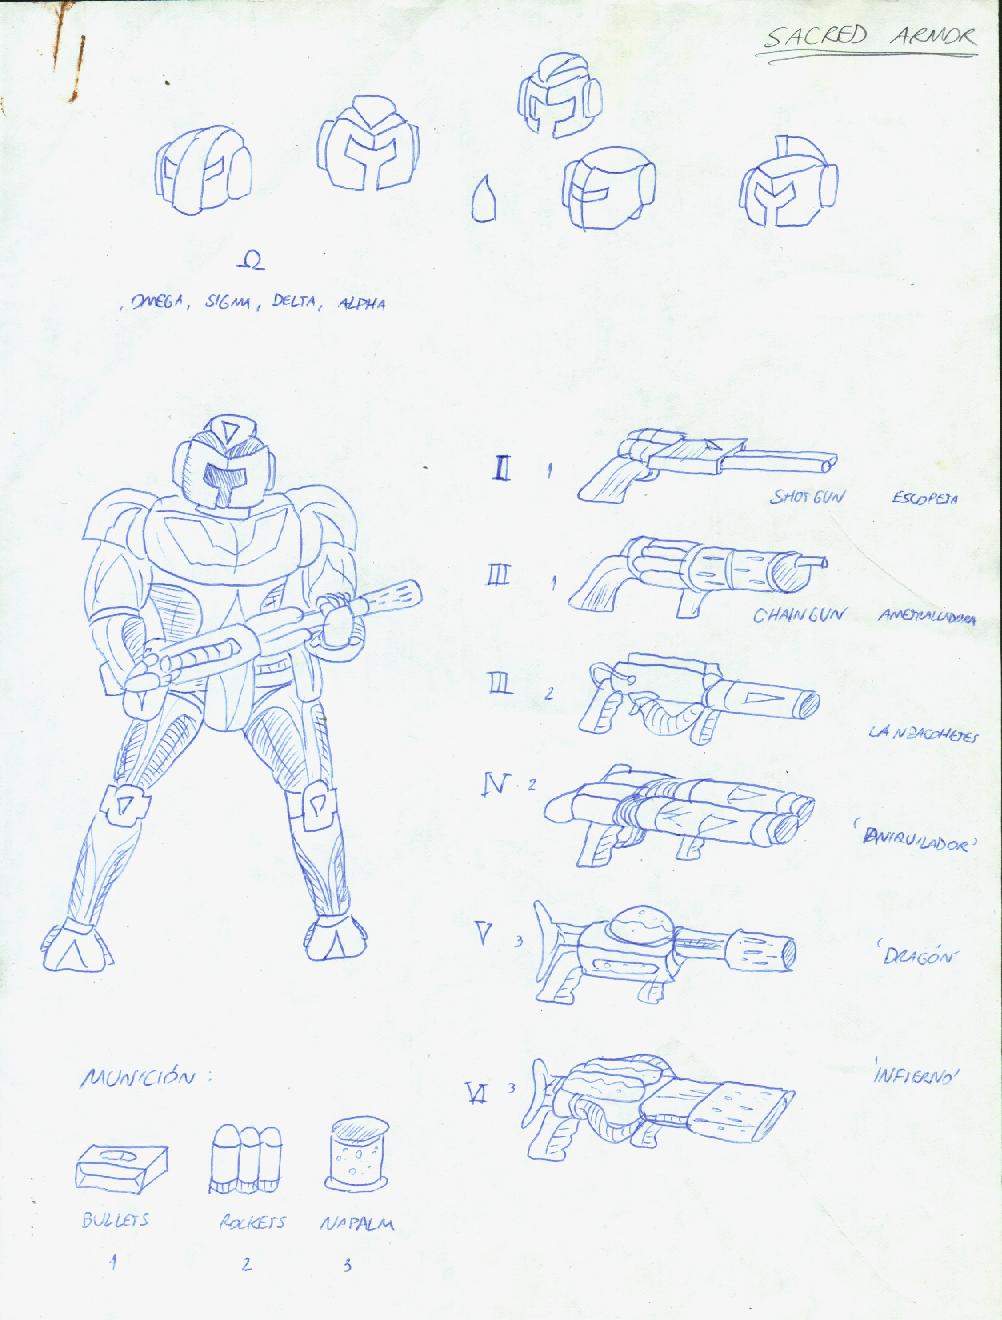 SACRED ARMOR
Ω
, OMEGA, SIGMA, DELTA, ALPHA
II 1
SHOTGUN ESCOPETA
III 1
CHAINGUN AMETRALLADORA
III 2
LANZACOHETES
IV 2
'ANIQUILADOR'
V 3
'DRAGÓN'
VI 3
'INFIERNO'
MUNICIÓN:
BULLETS ROCKETS NAPALM
1 2 3